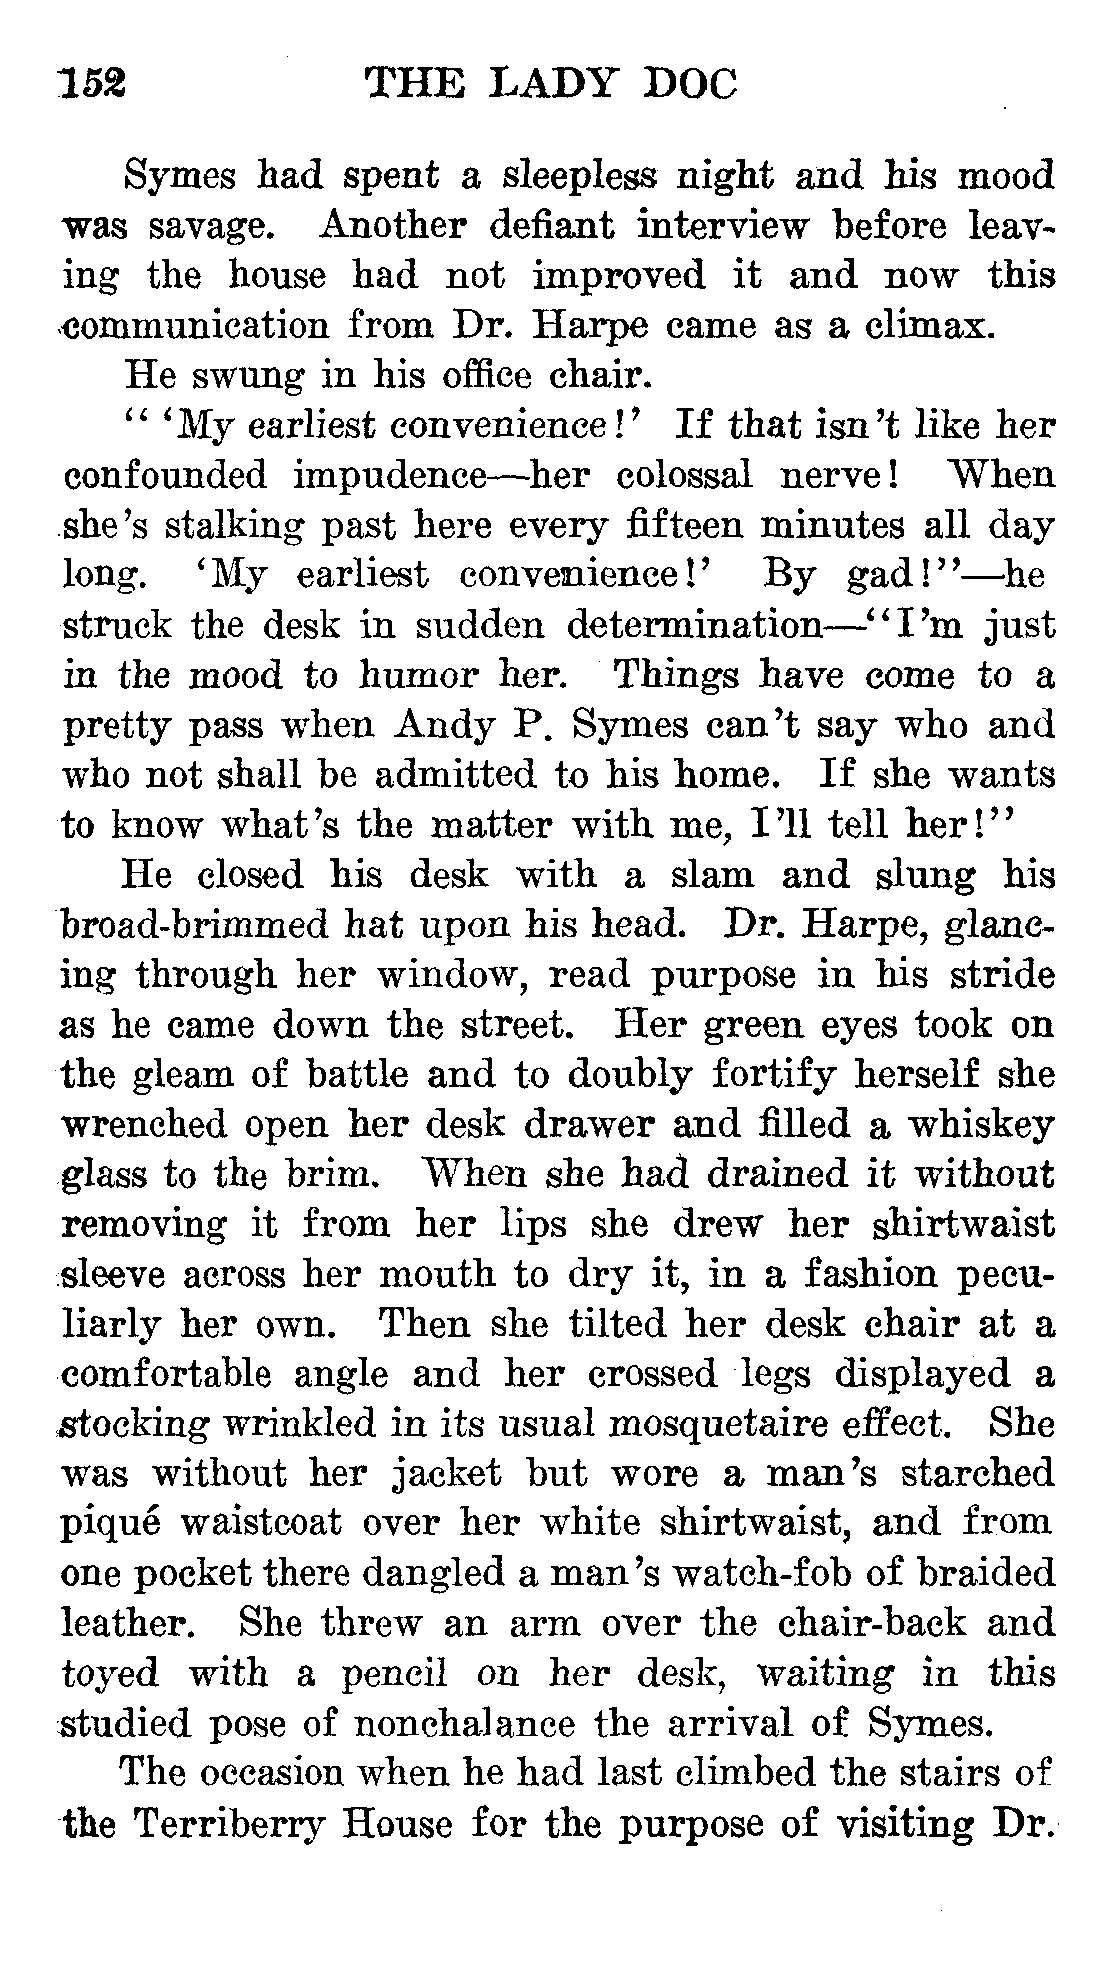 152 THE LADY DOC
Symes had spent a sleepless night and his mood
was savage. Another defiant interview before leav-
ing the house had not improved it and now this
communication from Dr. Harpe came as a climax.
He swung in his office chair.
“ ‘My earliest convenience!’ If that isn’t like her
confounded impudence—her colossal nerve! When
she’s stalking past here every fifteen minutes all day
long. ‘My earliest convenience!’ By gad!”—he
struck the desk in sudden determination—“I’m just
in the mood to humor her. Things have come to a
pretty pass when Andy P. Symes can’t say who and
who not shall be admitted to his home. If she wants
to know what’s the matter with me, I’ll tell her!”
He closed his desk with a slam and slung his
broad-brimmed hat upon his head. Dr. Harpe, glanc-
ing through her window, read purpose in his stride
as he came down the street. Her green eyes took on
the gleam of battle and to doubly fortify herself she
wrenched open her desk drawer and filled a whiskey
glass to the brim. When she had drained it without
removing it from her lips she drew her shirtwaist
sleeve across her mouth to dry it, in a fashion pecu-
liarly her own. Then she tilted her desk chair at a
comfortable angle and her crossed legs displayed a
stocking wrinkled in its usual mosquetaire effect. She
was without her jacket but wore a man’s starched
piqué waistcoat over her white shirtwaist, and from
one pocket there dangled a man’s watch-fob of braided
leather. She threw an arm over the chair-back and
toyed with a pencil on her desk, waiting in this
studied pose of nonchalance the arrival of Symes.
The occasion when he had last climbed the stairs of
the Terriberry House for the purpose of visiting Dr.